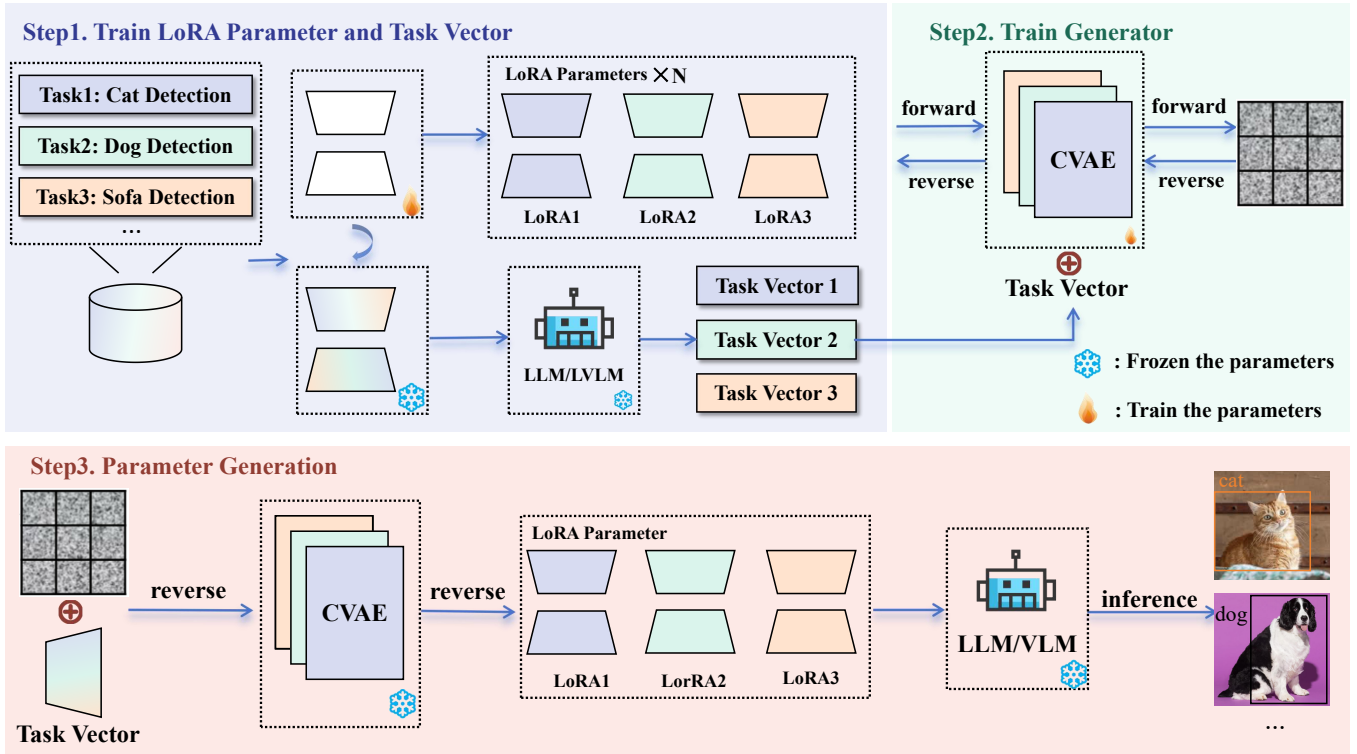 Step1. Train LoRA Parameter and Task Vector
Task1: Cat Detection
Task2: Dog Detection
Task3: Sofa Detection
...
LoRA Parameters ×N
LoRA1
LoRA2
LoRA3
LLM/LVLM
Task Vector 1
Task Vector 2
Task Vector 3
Step2. Train Generator
forward
reverse
CVAE
forward
reverse
Task Vector
: Frozen the parameters
: Train the parameters
Step3. Parameter Generation
Task Vector
reverse
CVAE
reverse
LoRA Parameter
LoRA1
LorRA2
LoRA3
LLM/VLM
inference
cat
dog
...